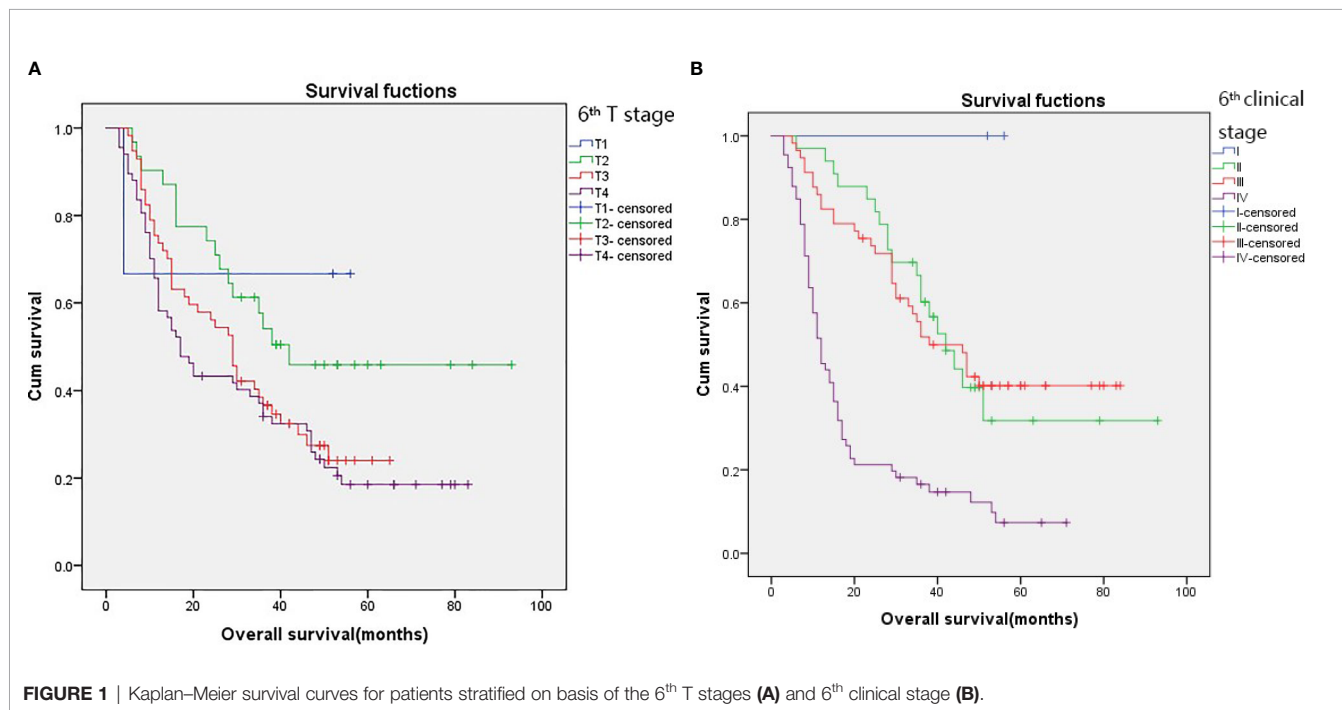 A
Survival fuctions
6th T stage
T1
T2
T3
T4
T1- censored
T2- censored
T3- censored
T4- censored
1.0
0.8
0.6
0.4
0.2
0.0
Cum survival
0 20 40 60 80 100
Overall survival(months)
B
Survival fuctions
6th clinical
stage
I
II
III
IV
I-censored
II-censored
III-censored
IV-censored
1.0
0.8
0.6
0.4
0.2
0.0
Cum survival
0 20 40 60 80 100
Overall survival(months)
FIGURE 1 | Kaplan–Meier survival curves for patients stratified on basis of the 6th T stages (A) and 6th clinical stage (B).